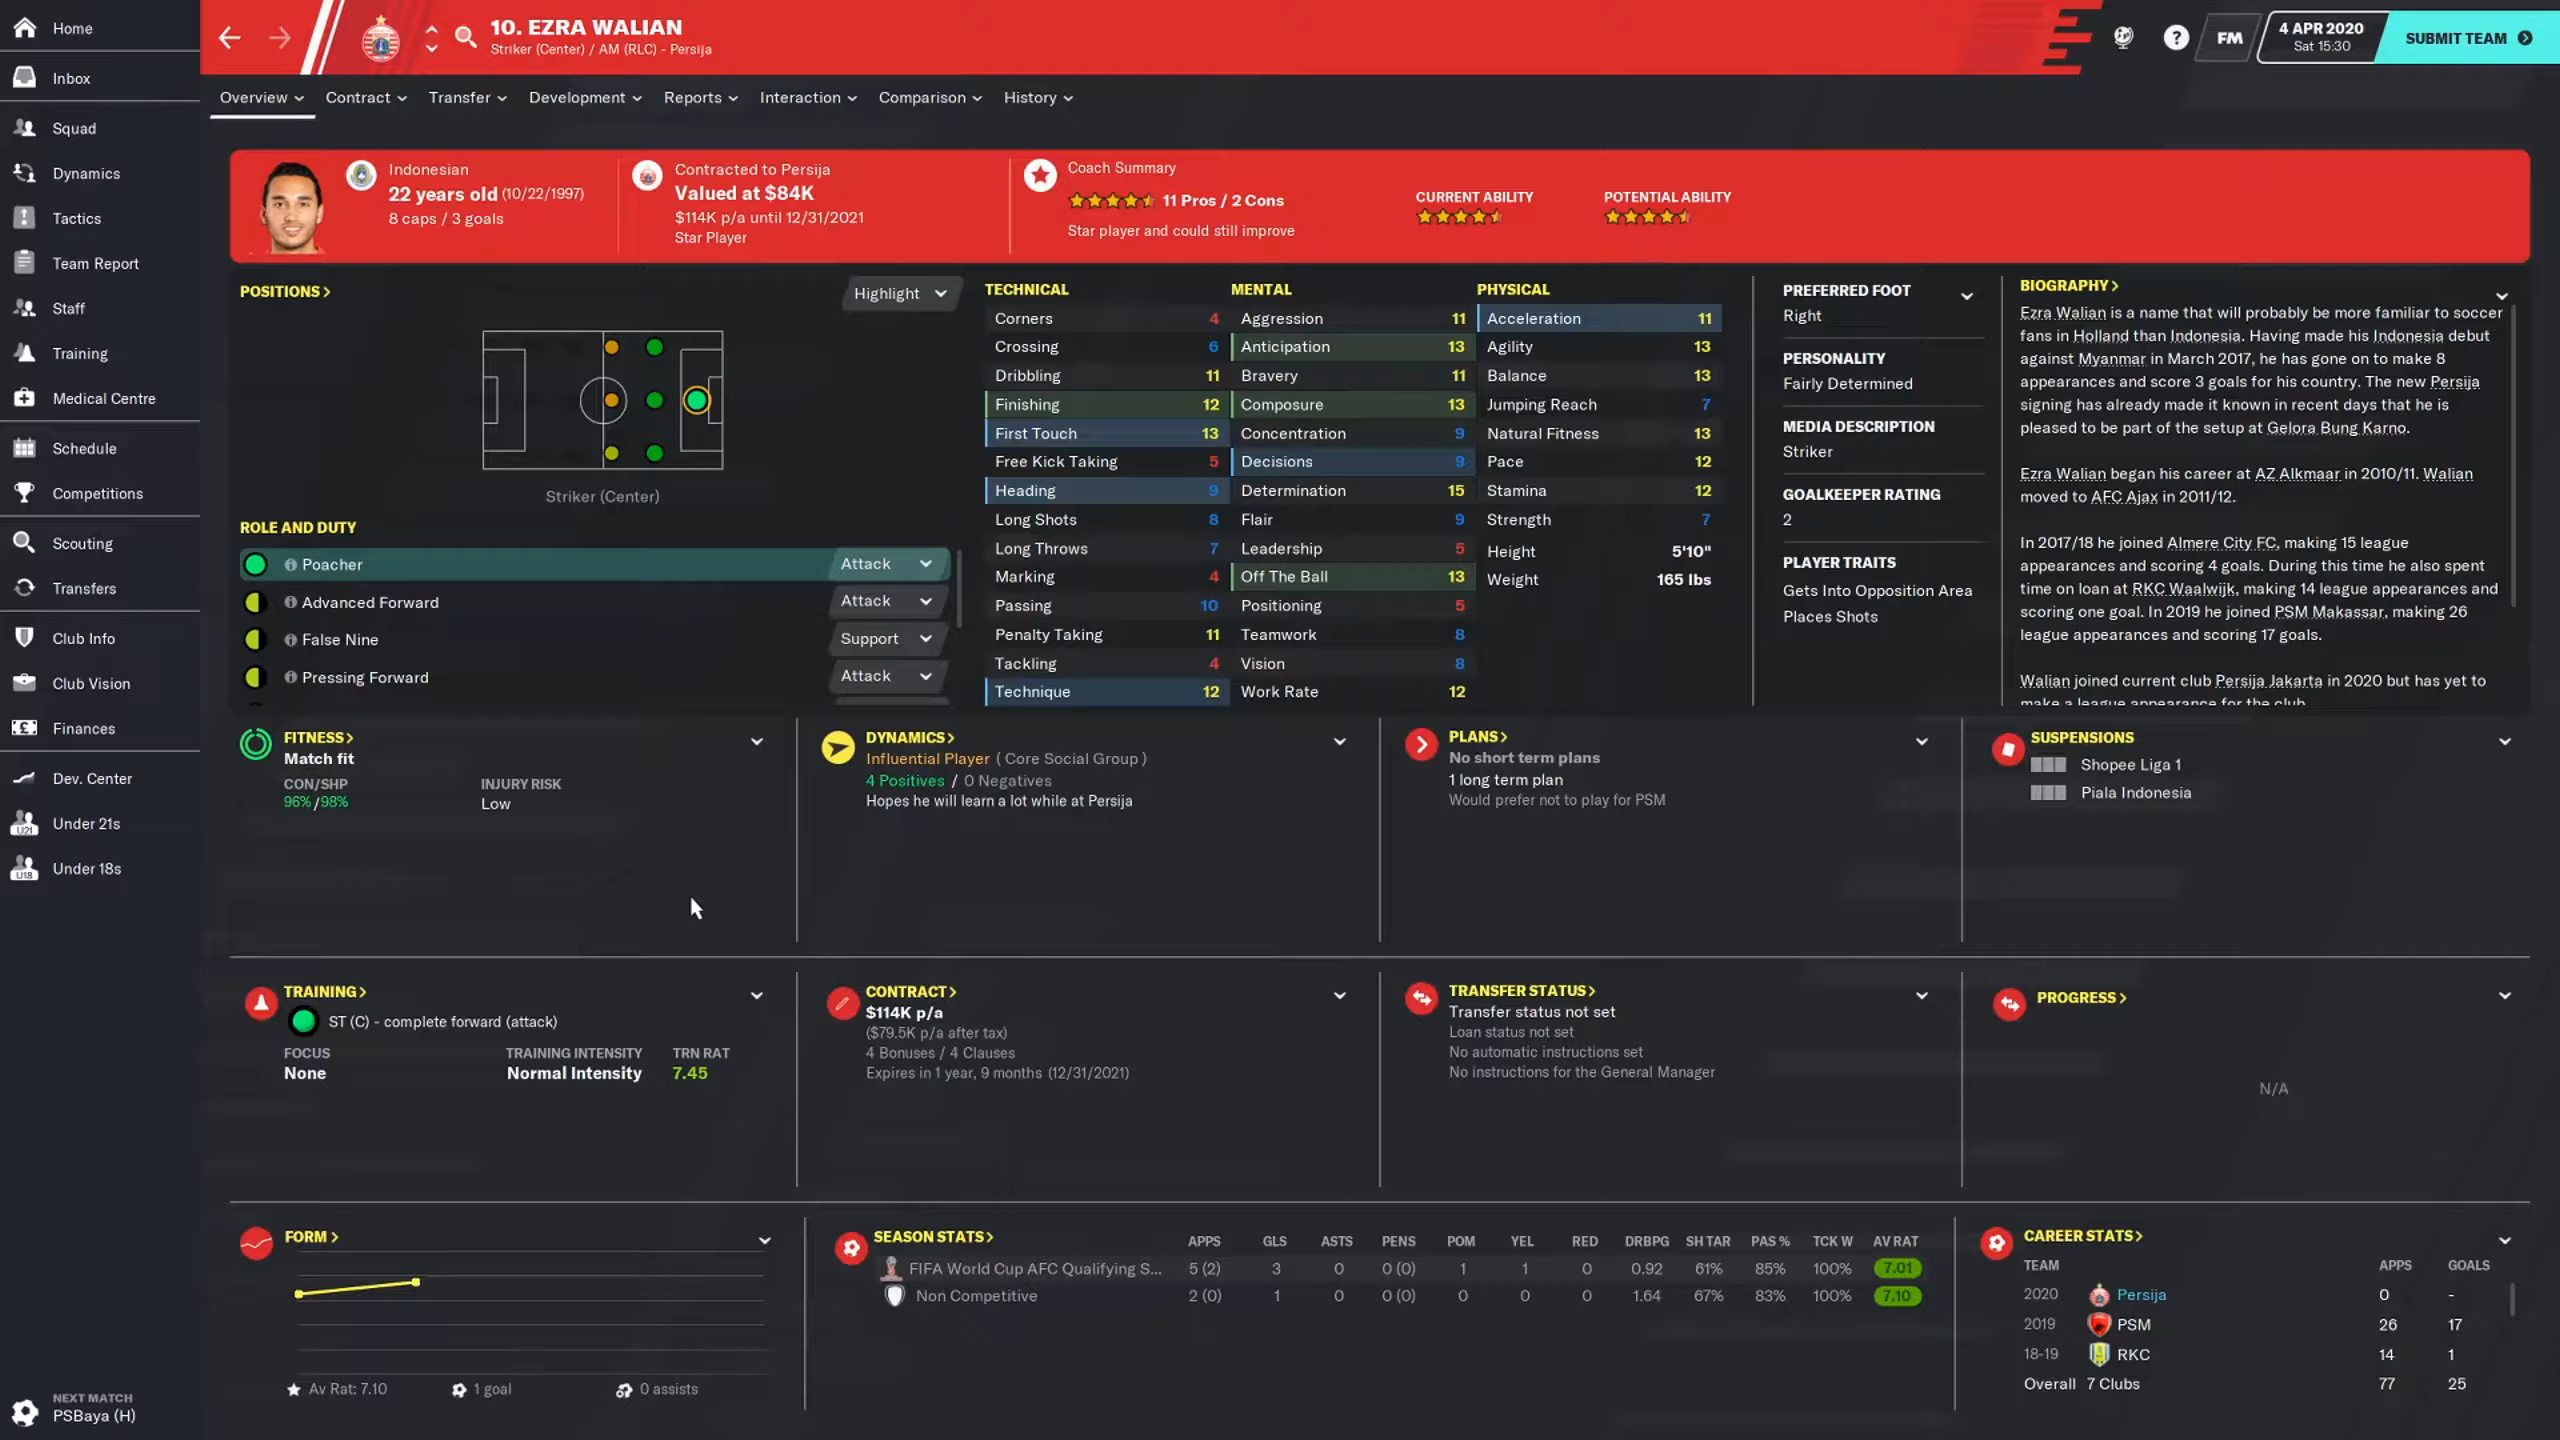 Home
Inbox
Squad
Dynamics
Tactics
Team Report
Staff
Training
Medical Centre
Schedule
Competitions
Scouting
Transfers
Club Info
Club Vision
Finances
Dev. Center
U21 Under 21s
U18 Under 18s
NEXT MATCH
PSBaya (H)
10. EZRA WALIAN
Striker (Center) / AM (RLC) - Persija
? FM
4 APR 2020
Sat 15:30
SUBMIT TEAM
Overview Contract Transfer Development Reports Interaction Comparison History
Indonesian
22 years old (10/22/1997)
8 caps / 3 goals
Contracted to Persija
Valued at $84K
$114K p/a until 12/31/2021
Star Player
Coach Summary
11 Pros / 2 Cons
Star player and could still improve
CURRENT ABILITY
POTENTIAL ABILITY
POSITIONS >
Highlight
Striker (Center)
ROLE AND DUTY
Poacher Attack
Advanced Forward Attack
False Nine Support
Pressing Forward Attack
TECHNICAL
Corners 4
Crossing 6
Dribbling 11
Finishing 12
First Touch 13
Free Kick Taking 5
Heading 9
Long Shots 8
Long Throws 7
Marking 4
Passing 10
Penalty Taking 11
Tackling 4
Technique 12
MENTAL
Aggression 11
Anticipation 13
Bravery 11
Composure 13
Concentration 9
Decisions 9
Determination 15
Flair 9
Leadership 5
Off The Ball 13
Positioning 5
Teamwork 8
Vision 8
Work Rate 12
PHYSICAL
Acceleration 11
Agility 13
Balance 13
Jumping Reach 7
Natural Fitness 13
Pace 12
Stamina 12
Strength 7
Height 5'10"
Weight 165 lbs
PREFERRED FOOT
Right
PERSONALITY
Fairly Determined
MEDIA DESCRIPTION
Striker
GOALKEEPER RATING
2
PLAYER TRAITS
Gets Into Opposition Area
Places Shots
BIOGRAPHY >
Ezra Walian is a name that will probably be more familiar to soccer
fans in Holland than Indonesia. Having made his Indonesia debut
against Myanmar in March 2017, he has gone on to make 8
appearances and score 3 goals for his country. The new Persija
signing has already made it known in recent days that he is
pleased to be part of the setup at Gelora Bung Karno.
Ezra Walian began his career at AZ Alkmaar in 2010/11. Walian
moved to AFC Ajax in 2011/12.
In 2017/18 he joined Almere City FC, making 15 league
appearances and scoring 4 goals. During this time he also spent
time on loan at RKC Waalwijk, making 14 league appearances and
scoring one goal. In 2019 he joined PSM Makassar, making 26
league appearances and scoring 17 goals.
Walian joined current club Persija Jakarta in 2020 but has yet to
make a league appearance for the club.
FITNESS >
Match fit
CON/SHP INJURY RISK
96% / 98% Low
DYNAMICS >
Influential Player ( Core Social Group )
4 Positives / 0 Negatives
Hopes he will learn a lot while at Persija
PLANS >
No short term plans
1 long term plan
Would prefer not to play for PSM
SUSPENSIONS
Shopee Liga 1
Piala Indonesia
TRAINING >
ST (C) - complete forward (attack)
FOCUS TRAINING INTENSITY TRN RAT
None Normal Intensity 7.45
CONTRACT >
$114K p/a
($79.5K p/a after tax)
4 Bonuses / 4 Clauses
Expires in 1 year, 9 months (12/31/2021)
TRANSFER STATUS >
Transfer status not set
Loan status not set
No automatic instructions set
No instructions for the General Manager
PROGRESS >
N/A
FORM >
Av Rat: 7.10 1 goal 0 assists
SEASON STATS > APPS GLS ASTS PENS POM YEL RED DRBPG SH TAR PAS % TCK W AV RAT
FIFA World Cup AFC Qualifying S... 5 (2) 3 0 0 (0) 1 1 0 0.92 61% 85% 100% 7.01
Non Competitive 2 (0) 1 0 0 (0) 0 0 0 1.64 67% 83% 100% 7.10
CAREER STATS >
TEAM APPS GOALS
2020 Persija 0 -
2019 PSM 26 17
18-19 RKC 14 1
Overall 7 Clubs 77 25